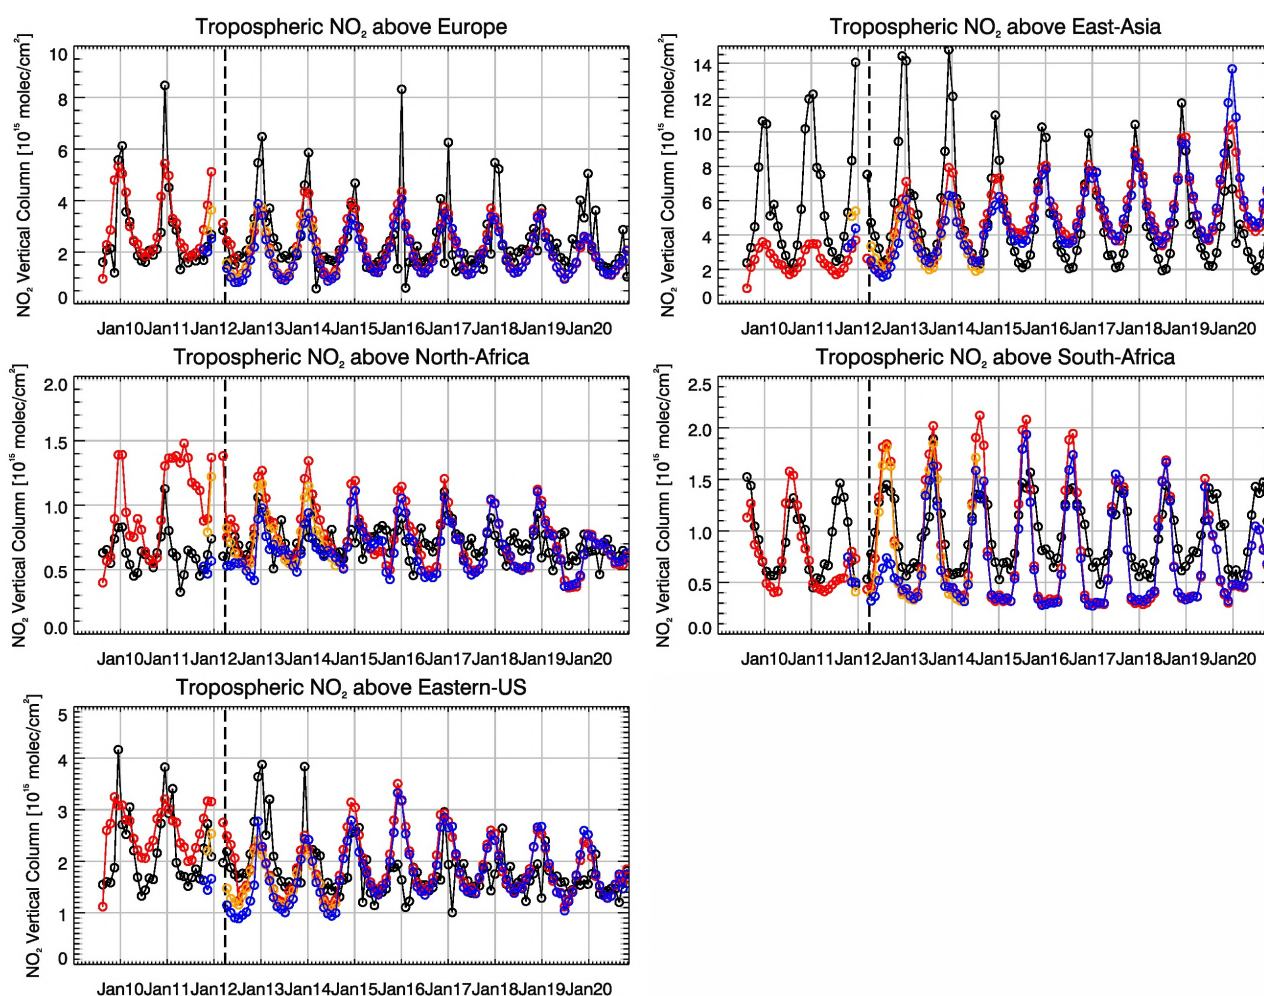 Tropospheric NO₂ above Europe
NO₂ Vertical Column [10¹⁵ molec/cm²]
10
8
6
4
2
0
Jan10Jan11Jan12Jan13Jan14Jan15Jan16Jan17Jan18Jan19Jan20
Tropospheric NO₂ above East-Asia
NO₂ Vertical Column [10¹⁵ molec/cm²]
14
12
10
8
6
4
2
0
Jan10Jan11Jan12Jan13Jan14Jan15Jan16Jan17Jan18Jan19Jan20
Tropospheric NO₂ above North-Africa
NO₂ Vertical Column [10¹⁵ molec/cm²]
2.0
1.5
1.0
0.5
0.0
Jan10Jan11Jan12Jan13Jan14Jan15Jan16Jan17Jan18Jan19Jan20
Tropospheric NO₂ above South-Africa
NO₂ Vertical Column [10¹⁵ molec/cm²]
2.5
2.0
1.5
1.0
0.5
0.0
Jan10Jan11Jan12Jan13Jan14Jan15Jan16Jan17Jan18Jan19Jan20
Tropospheric NO₂ above Eastern-US
NO₂ Vertical Column [10¹⁵ molec/cm²]
5
4
3
2
1
0
Jan10Jan11Jan12Jan13Jan14Jan15Jan16Jan17Jan18Jan19Jan20